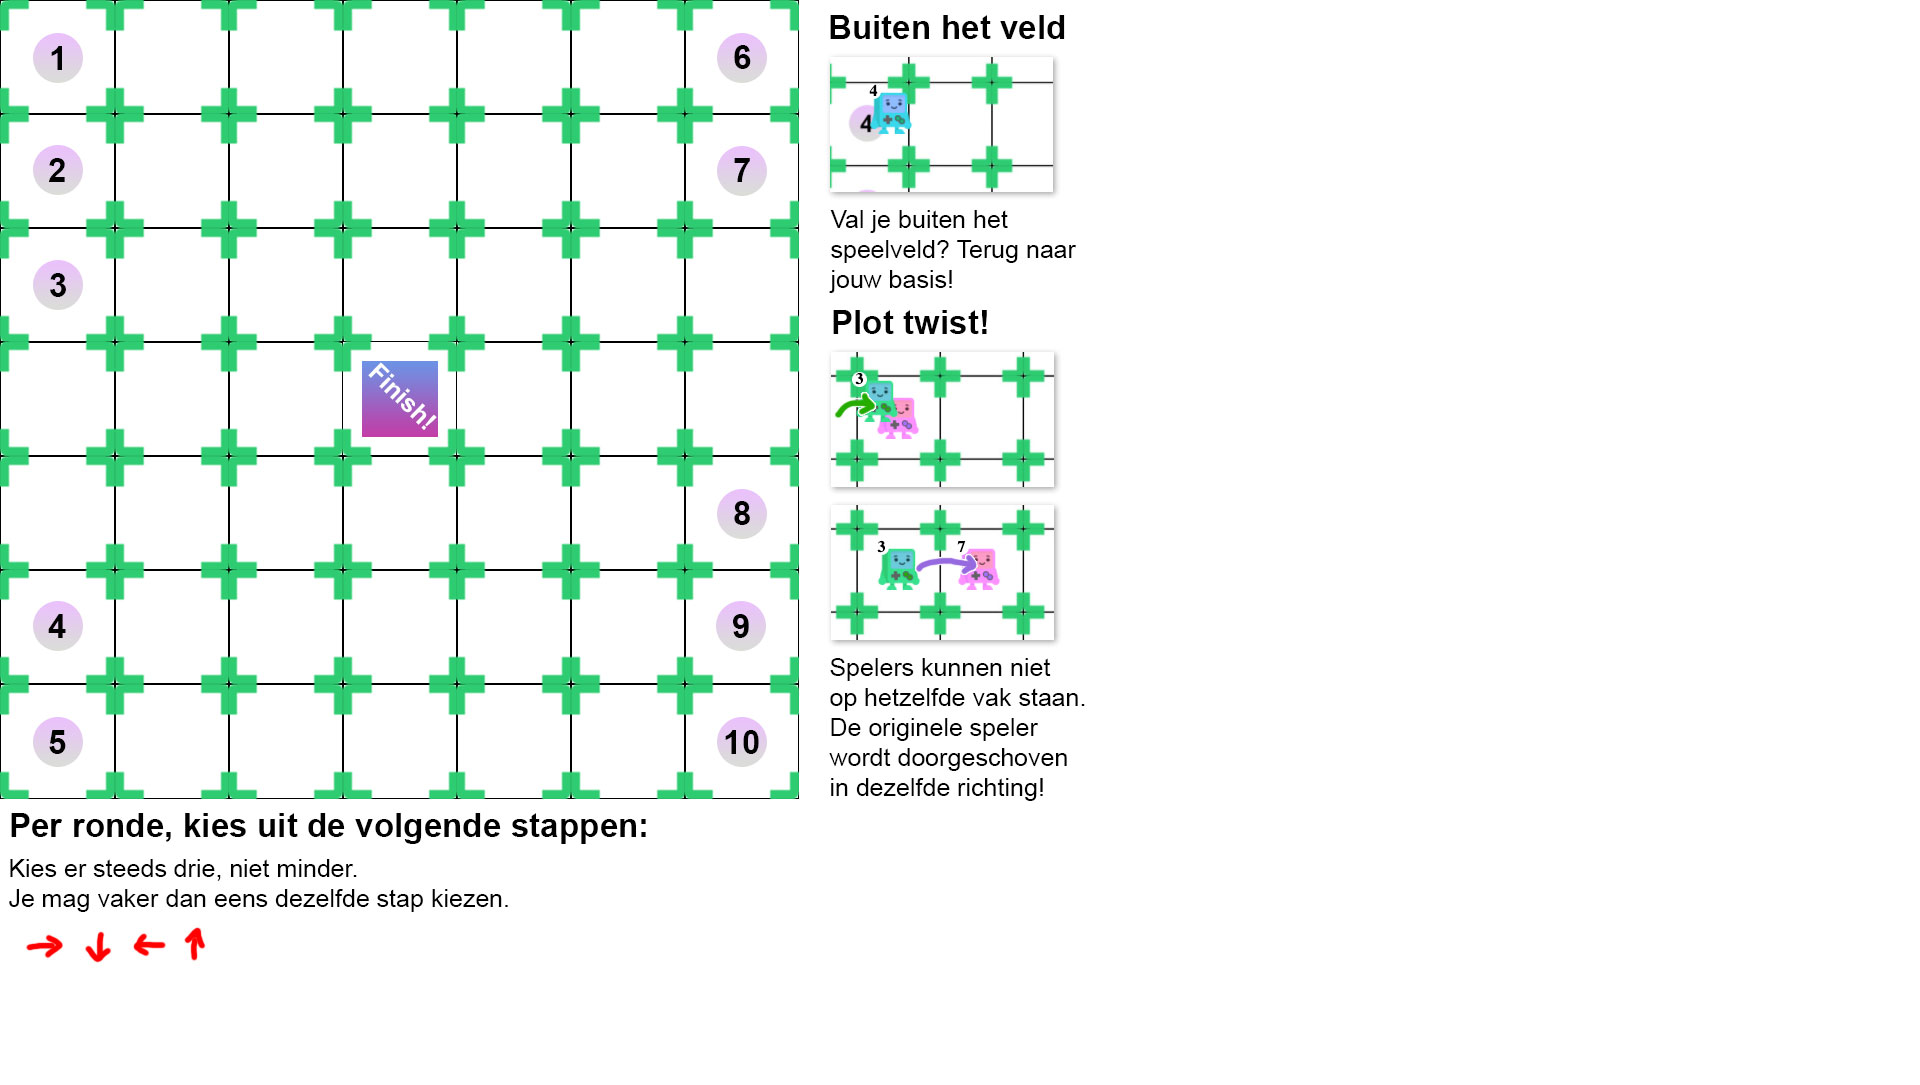 1
6
2
7
3
Finish!
8
4
9
5
10
Per ronde, kies uit de volgende stappen:
Kies er steeds drie, niet minder.
Je mag vaker dan eens dezelfde stap kiezen.
Buiten het veld
4
4
Val je buiten het
speelveld? Terug naar
jouw basis!
Plot twist!
3
3
7
Spelers kunnen niet
op hetzelfde vak staan.
De originele speler
wordt doorgeschoven
in dezelfde richting!